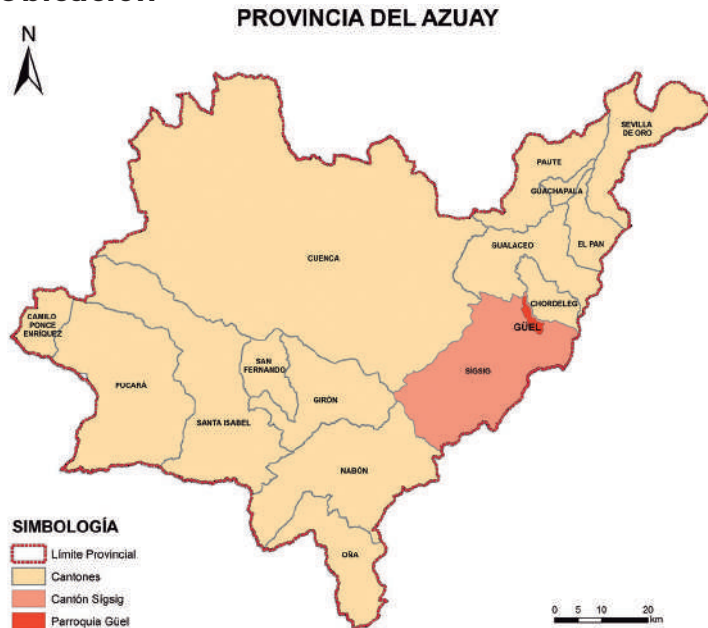 Ubicación
PROVINCIA DEL AZUAY
N
SEVILLA
DE ORO
PAUTE
GUACHAPALA
GUALACEO
EL PAN
CUENCA
CHORDELEG
CAMILO
PONCE
ENRÍQUEZ
GÜEL
SAN
FERNANDO
SÍGSIG
PUCARÁ
GIRÓN
SANTA ISABEL
NABÓN
OÑA
SIMBOLOGÍA
Límite Provincial
Cantones
Cantón Sígsig
Parroquia Güel
0 5 10 20
km